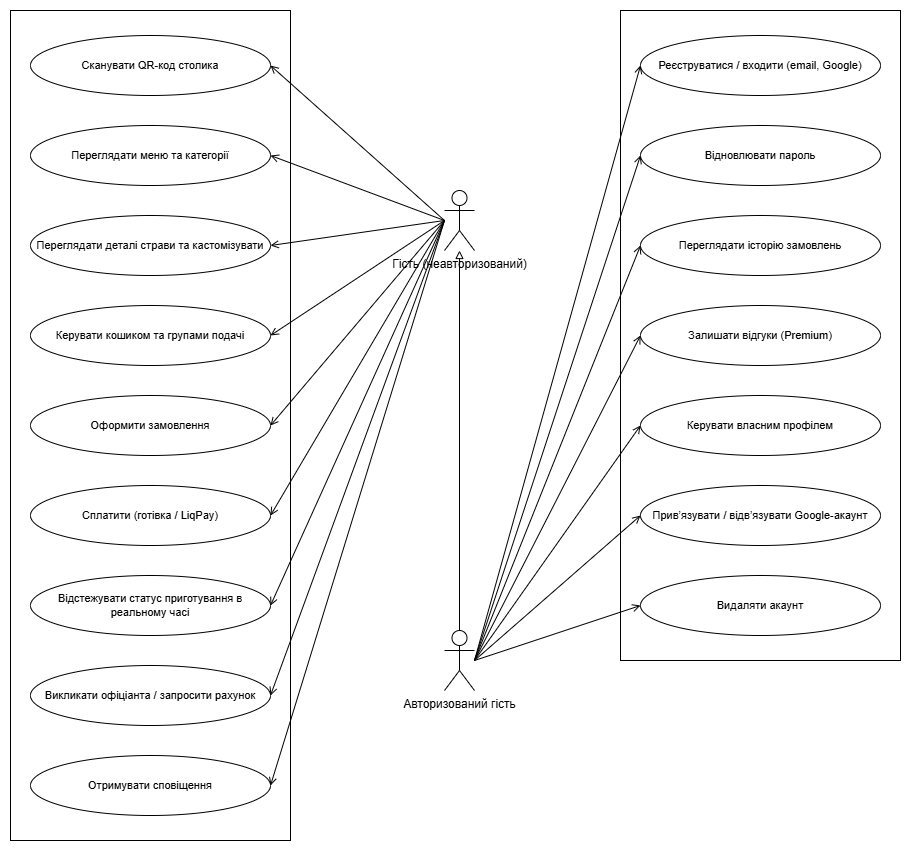 Сканувати QR-код столика
Переглядати меню та категорії
Переглядати деталі страви та кастомізувати
Керувати кошиком та групами подачі
Оформити замовлення
Сплатити (готівка / LiqPay)
Відстежувати статус приготування в
реальному часі
Викликати офіціанта / запросити рахунок
Отримувати сповіщення
Гість (неавторизований)
Авторизований гість
Реєструватися / входити (email, Google)
Відновлювати пароль
Переглядати історію замовлень
Залишати відгуки (Premium)
Керувати власним профілем
Прив'язувати / відв'язувати Google-акаунт
Видаляти акаунт